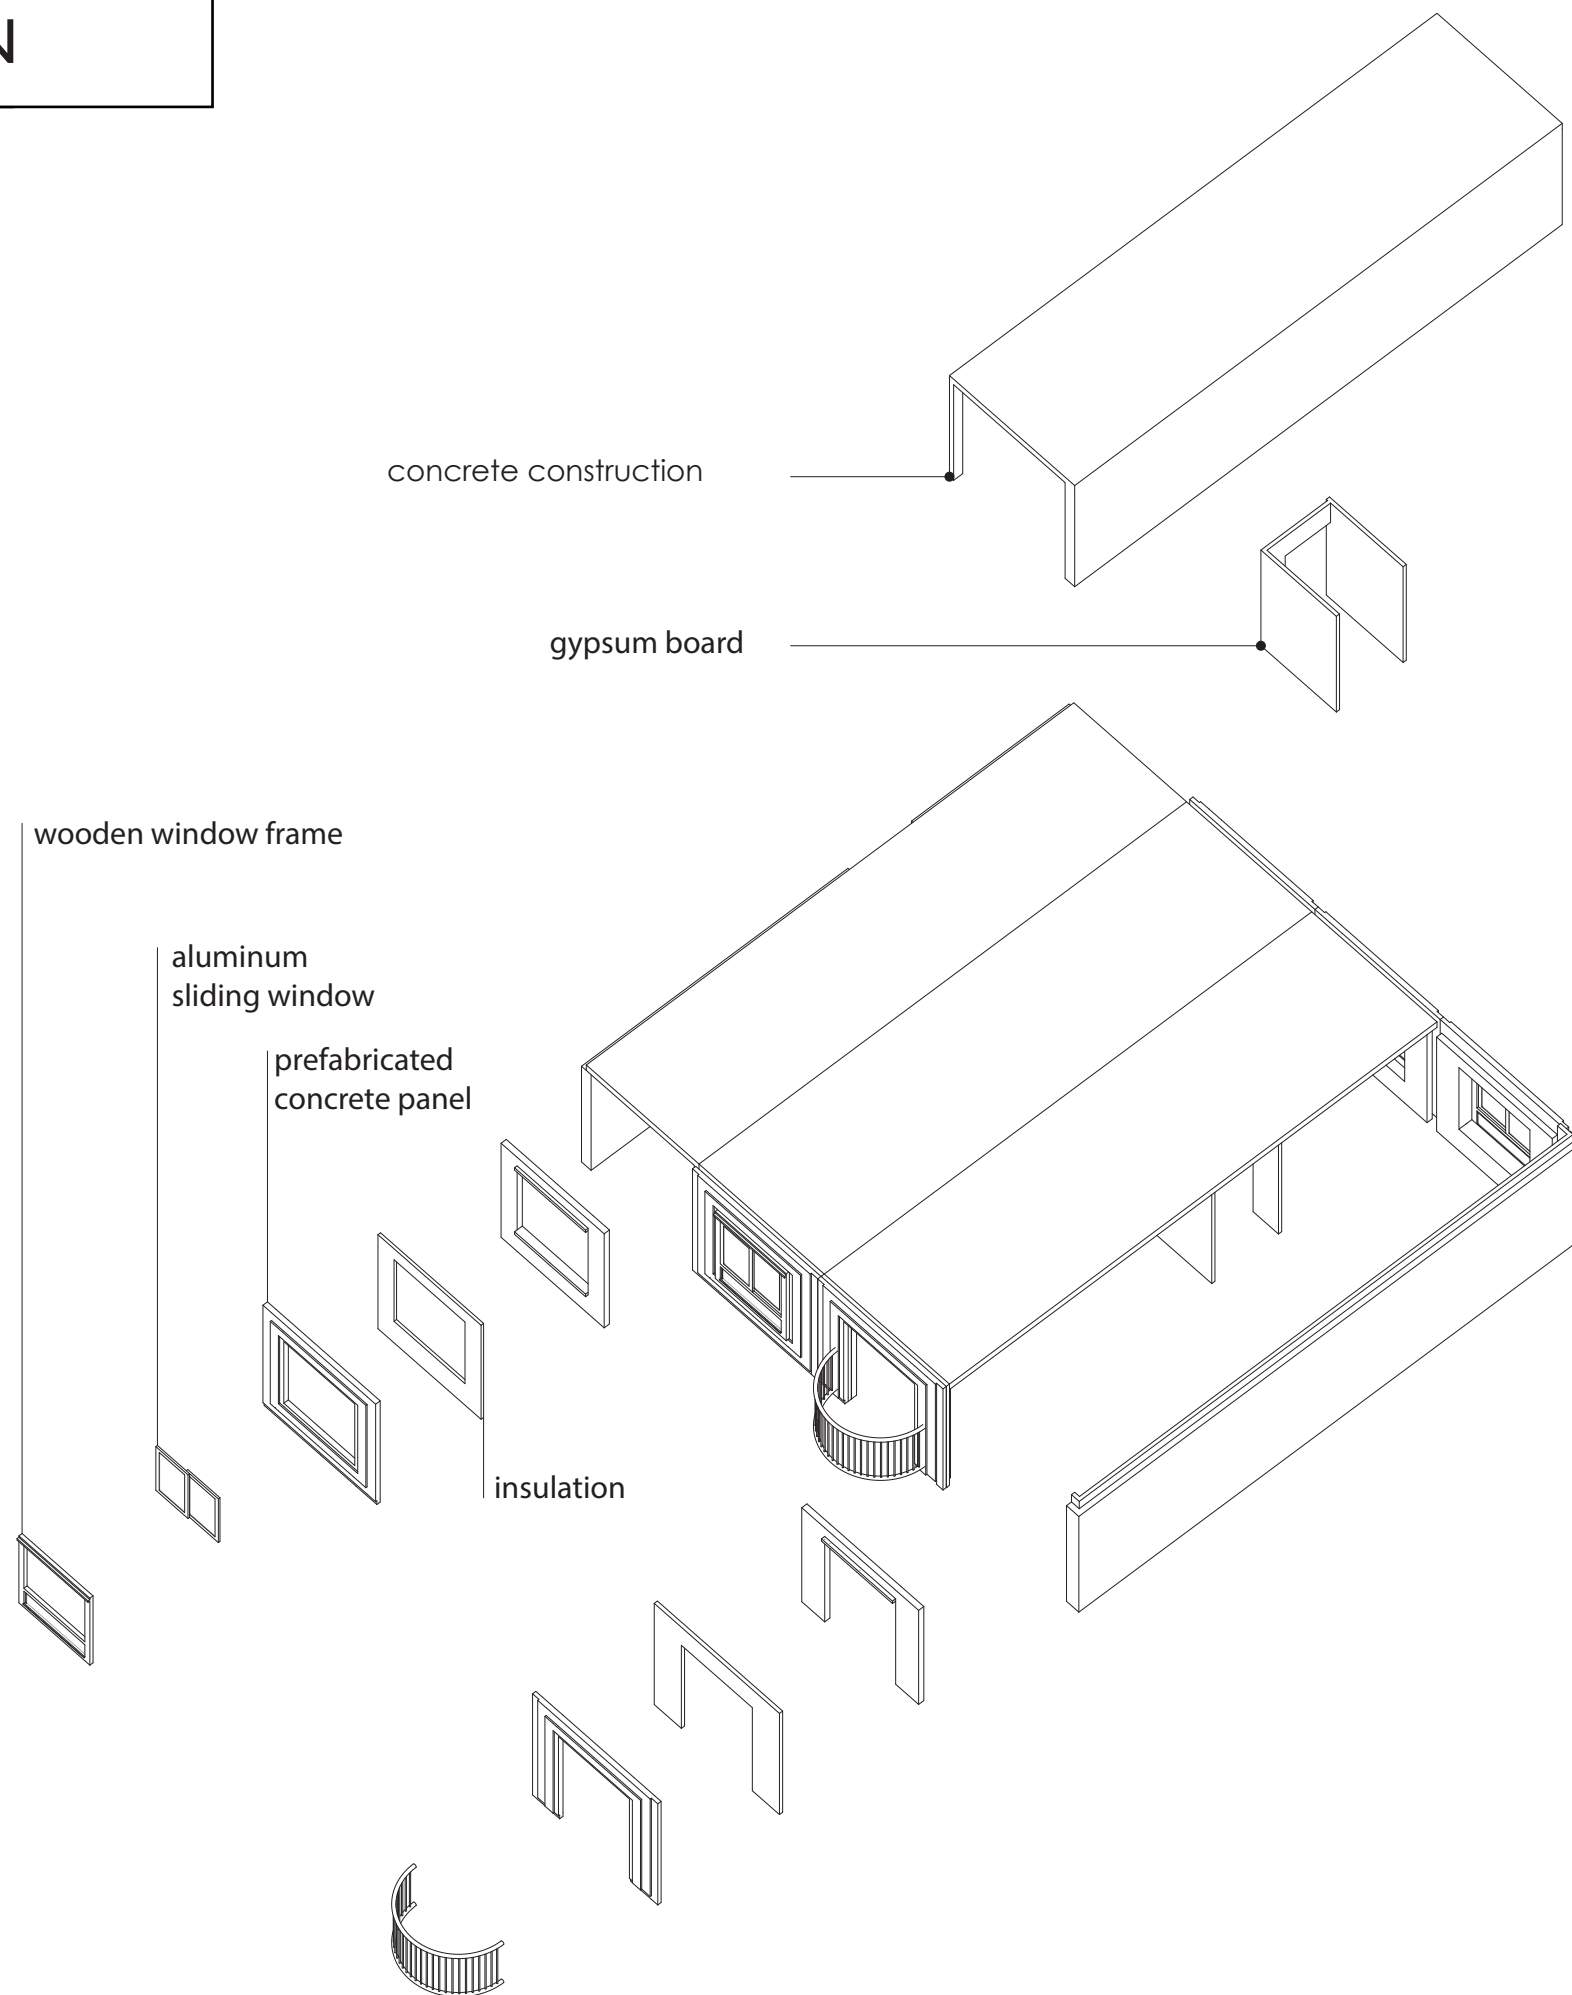 N
concrete construction
gypsum board
wooden window frame
aluminum
sliding window
prefabricated
concrete panel
insulation